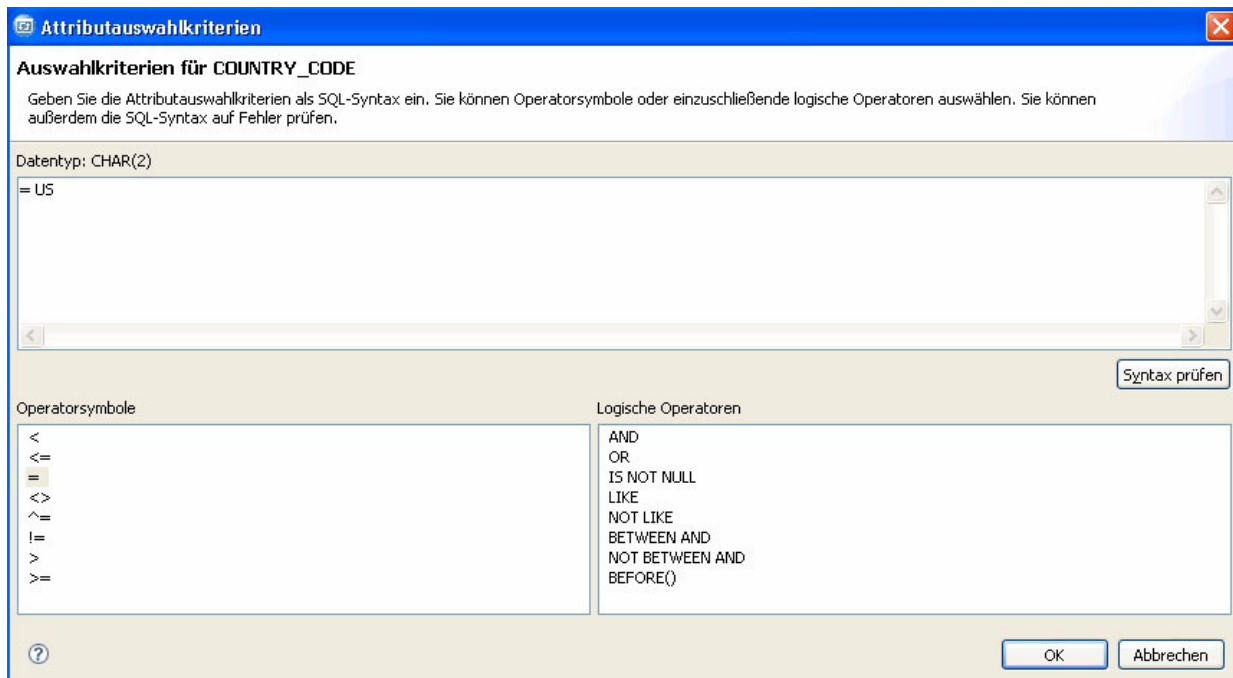 Attributauswahlkriterien
Auswahlkriterien für COUNTRY_CODE
Geben Sie die Attributauswahlkriterien als SQL-Syntax ein. Sie können Operatorsymbole oder einzuschließende logische Operatoren auswählen. Sie können
außerdem die SQL-Syntax auf Fehler prüfen.
Datentyp: CHAR(2)
= US
Syntax prüfen
Operatorsymbole
<
<=
=
<>
^=
!=
>
>=
Logische Operatoren
AND
OR
IS NOT NULL
LIKE
NOT LIKE
BETWEEN AND
NOT BETWEEN AND
BEFORE()
?
OK
Abbrechen